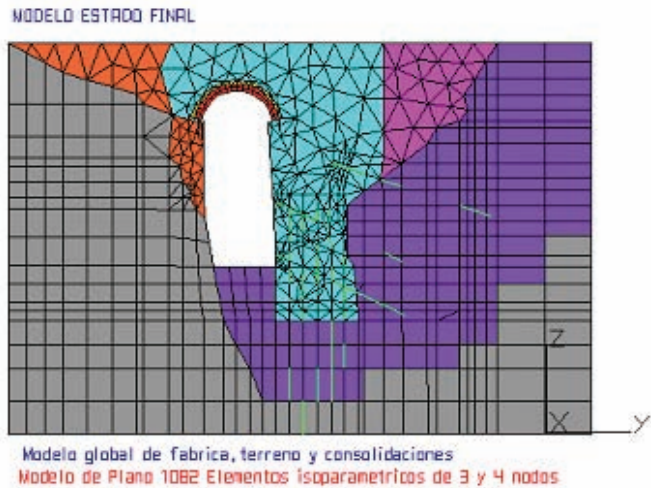 MODELO ESTADO FINAL
Z
X
Y
Modelo global de fabrica, terreno y consolidaciones
Modelo de Plano 1082 Elementos isoparametricos de 3 y 4 nodos